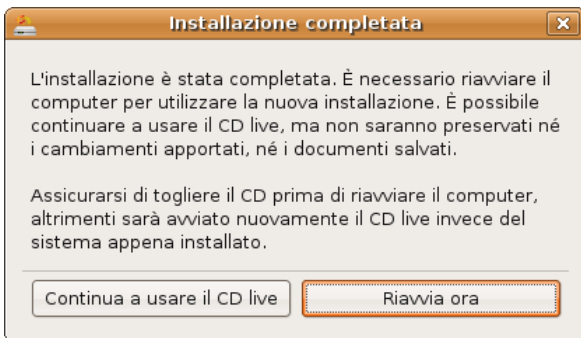 Installazione completata
L'installazione è stata completata. È necessario riavviare il
computer per utilizzare la nuova installazione. È possibile
continuare a usare il CD live, ma non saranno preservati né
i cambiamenti apportati, né i documenti salvati.
Assicurarsi di togliere il CD prima di riavviare il computer,
altrimenti sarà avviato nuovamente il CD live invece del
sistema appena installato.
Continua a usare il CD live
Riavvia ora